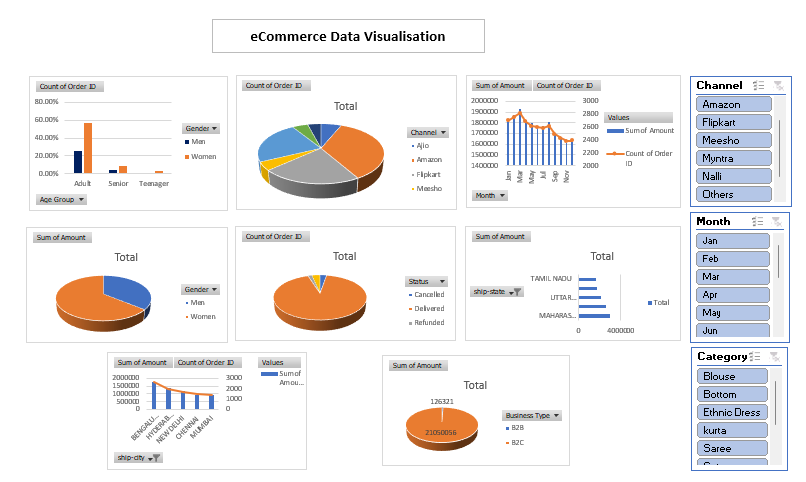 eCommerce Data Visualisation
Count of Order ID
80.00%
60.00%
40.00%
20.00%
0.00%
Adult Senior Teenager
Gender
Men
Women
Age Group
Count of Order ID
Total
Channel
Ajio
Amazon
Flipkart
Meesho
Sum of Amount Count of Order ID
2000000
1900000
1800000
1700000
1600000
1500000
1400000
3000
2800
2600
2400
2200
2000
Jan Mar May Jul Sep Nov
Values
Sum of Amount
Count of Order
ID
Month
Channel
Amazon
Flipkart
Meesho
Myntra
Nalli
Others
Sum of Amount
Total
Gender
Men
Women
Count of Order ID
Total
Status
Cancelled
Delivered
Refunded
Sum of Amount
Total
ship-state
TAMIL NADU
UTTAR...
MAHARAS...
0 4000000
Total
Month
Jan
Feb
Mar
Apr
May
Jun
Sum of Amount Count of Order ID
2000000
1500000
1000000
500000
0
3000
2000
1000
0
BENGALU...
HYDERAB...
NEW DELHI
CHENNAI
MUMBAI
Values
Sum of
Amou...
ship-city
Sum of Amount
Total
126321
21050056
Business Type
B2B
B2C
Category
Blouse
Bottom
Ethnic Dress
kurta
Saree